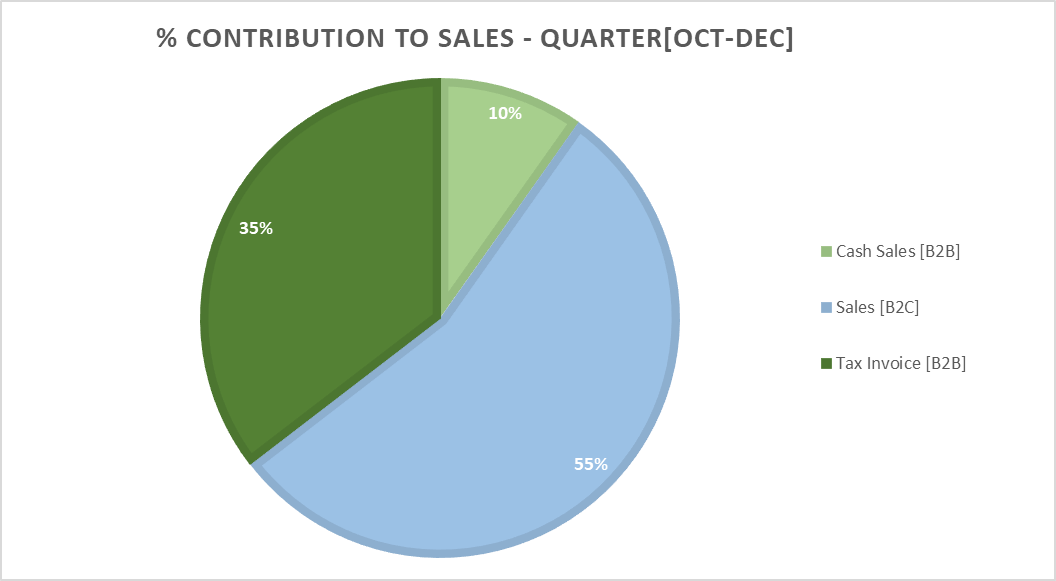 % CONTRIBUTION TO SALES - QUARTER[OCT-DEC]
10%
35%
55%
Cash Sales [B2B]
Sales [B2C]
Tax Invoice [B2B]